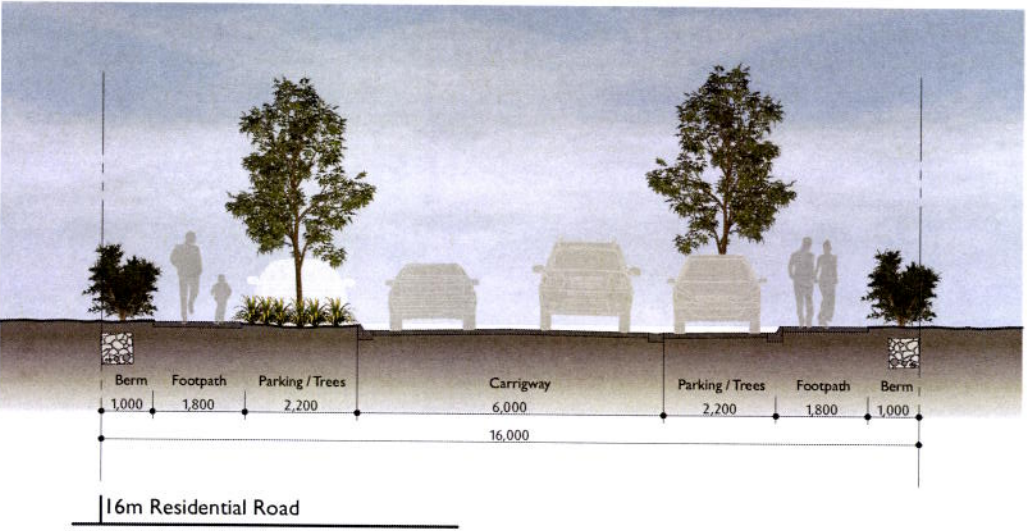 Berm Footpath Parking / Trees Carrigway Parking / Trees Footpath Berm
1,000 1,800 2,200 6,000 2,200 1,800 1,000
16,000
16m Residential Road